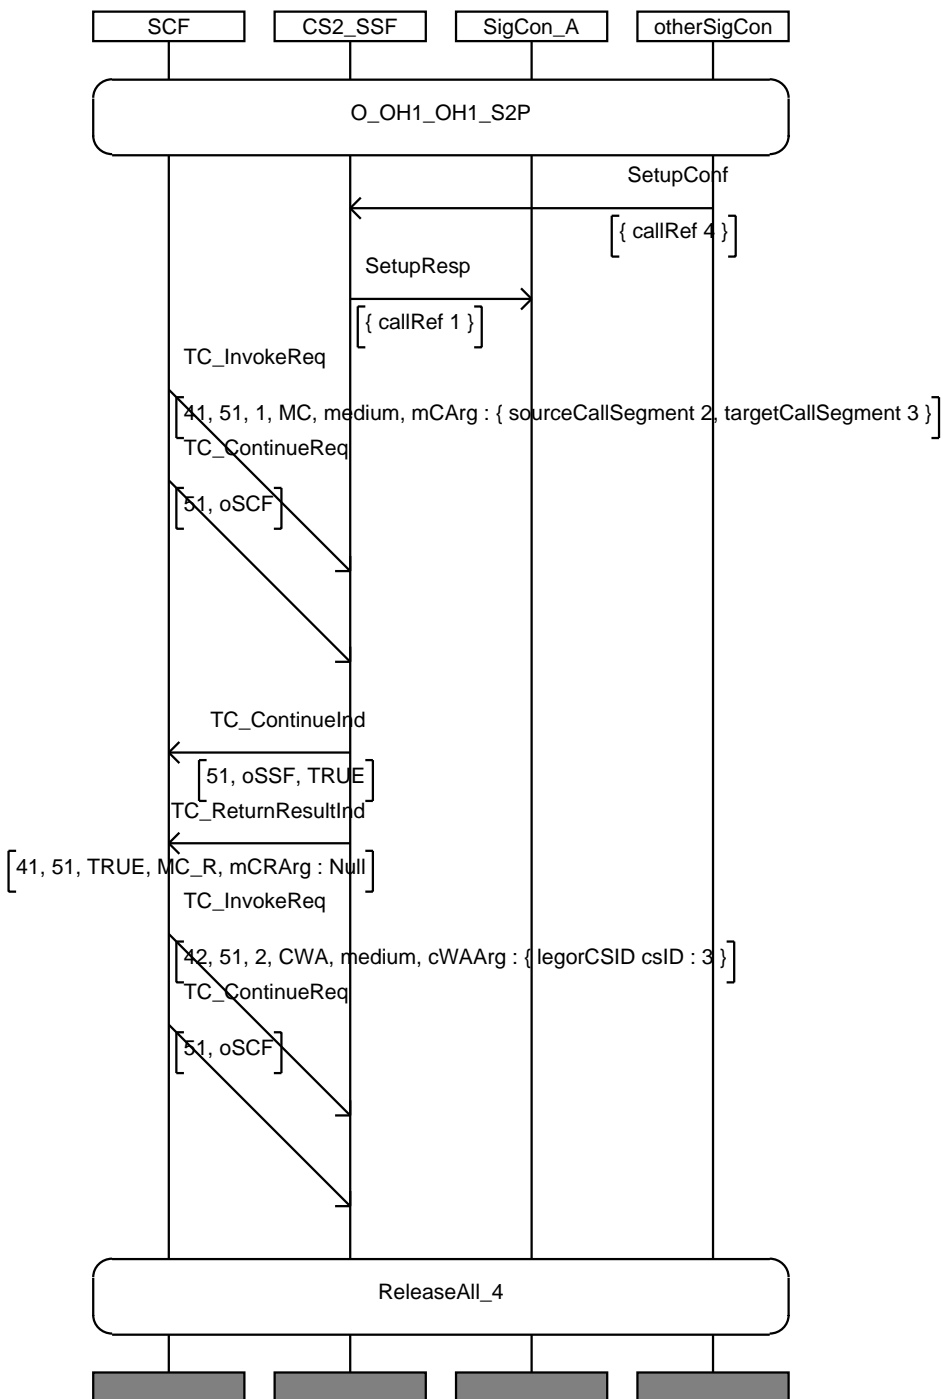 SCF CS2_SSF SigCon_A otherSigCon
O_OH1_OH1_S2P
SetupConf
{ callRef 4 }
SetupResp
{ callRef 1 }
TC_InvokeReq
41, 51, 1, MC, medium, mCArg : { sourceCallSegment 2, targetCallSegment 3 }
TC_ContinueReq
51, oSCF
TC_ContinueInd
51, oSSF, TRUE
TC_ReturnResultInd
41, 51, TRUE, MC_R, mCRArg : Null
TC_InvokeReq
42, 51, 2, CWA, medium, cWAArg : { legorCSID csID : 3 }
TC_ContinueReq
51, oSCF
ReleaseAll_4